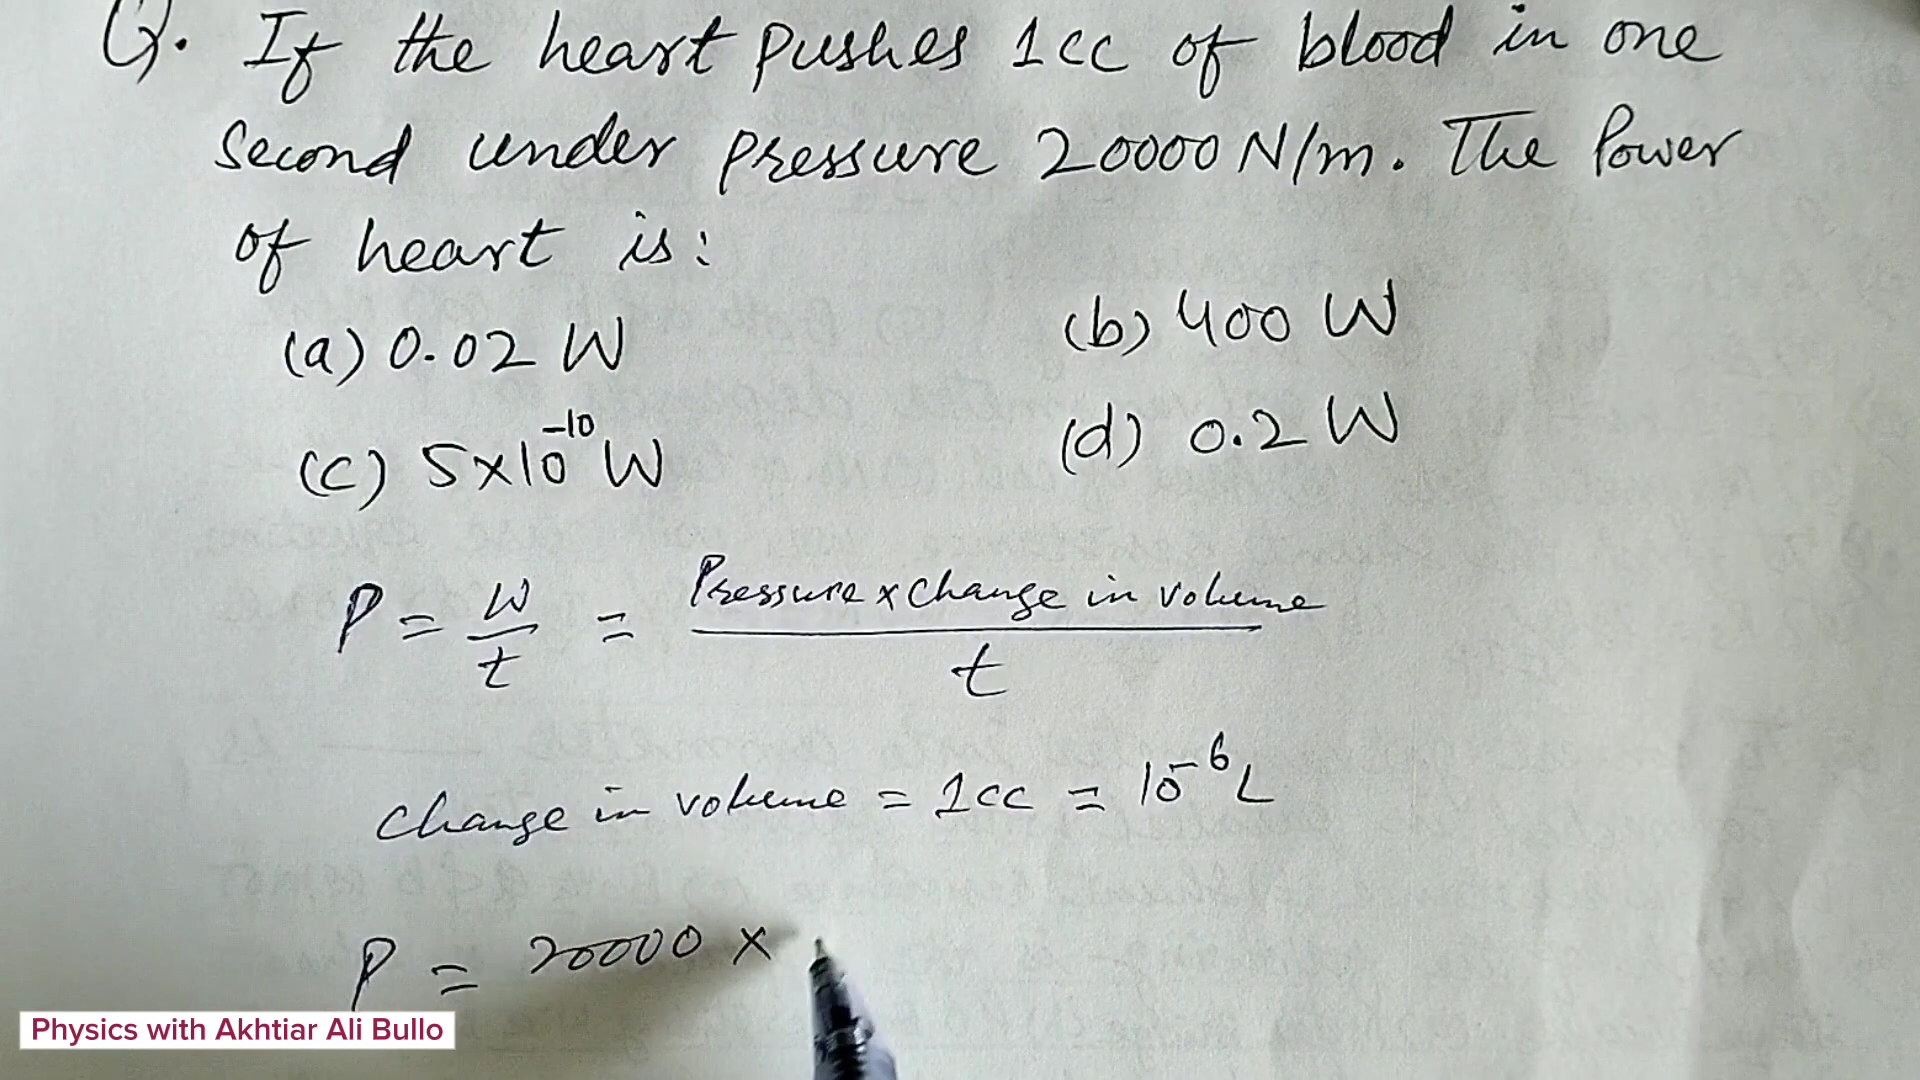 Q. If the heart pushes 1cc of blood in one
second under pressure 20000 N/m. The Power
of heart is:
(a) 0.02 W
(b) 400 W
(c) 5x10⁻¹⁰ W
(d) 0.2 W
P = W/t = Pressure x change in volume / t
change in volume = 1cc = 10⁻⁶ L
P = 20000 x
Physics with Akhtiar Ali Bullo